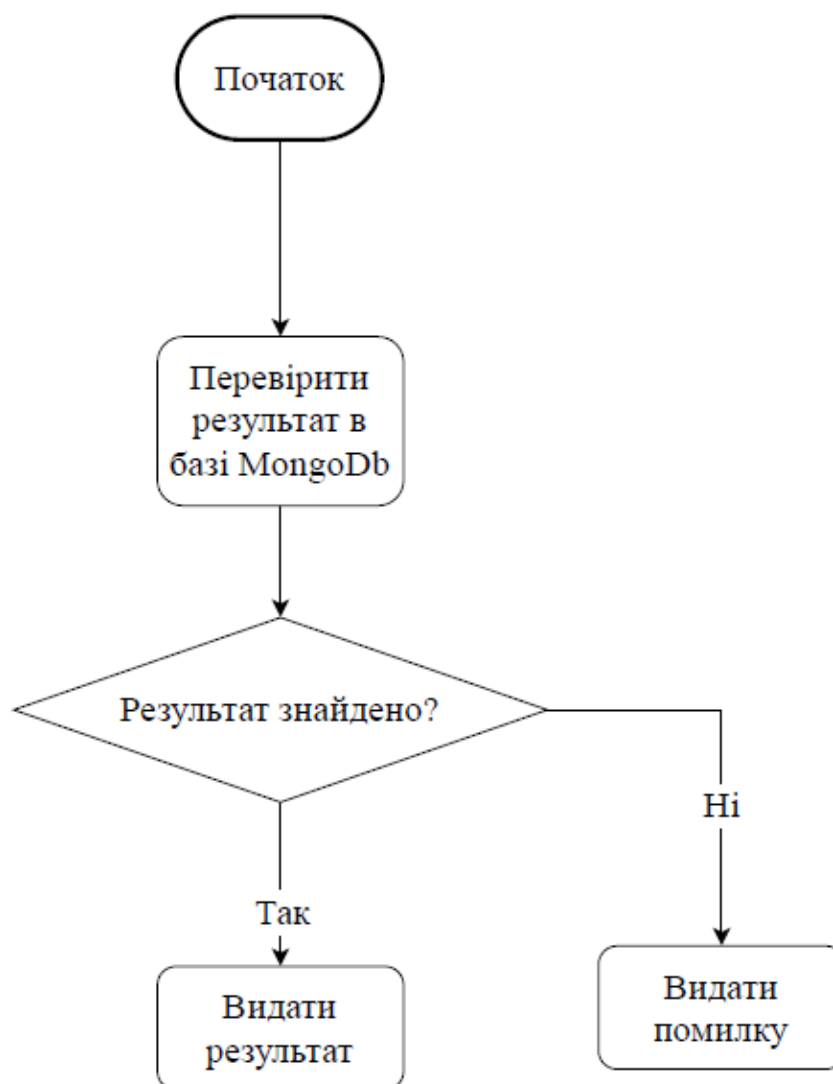 Початок
Перевірити
результат в
базі MongoDb
Результат знайдено?
Ні
Так
Видати
результат
Видати
помилку